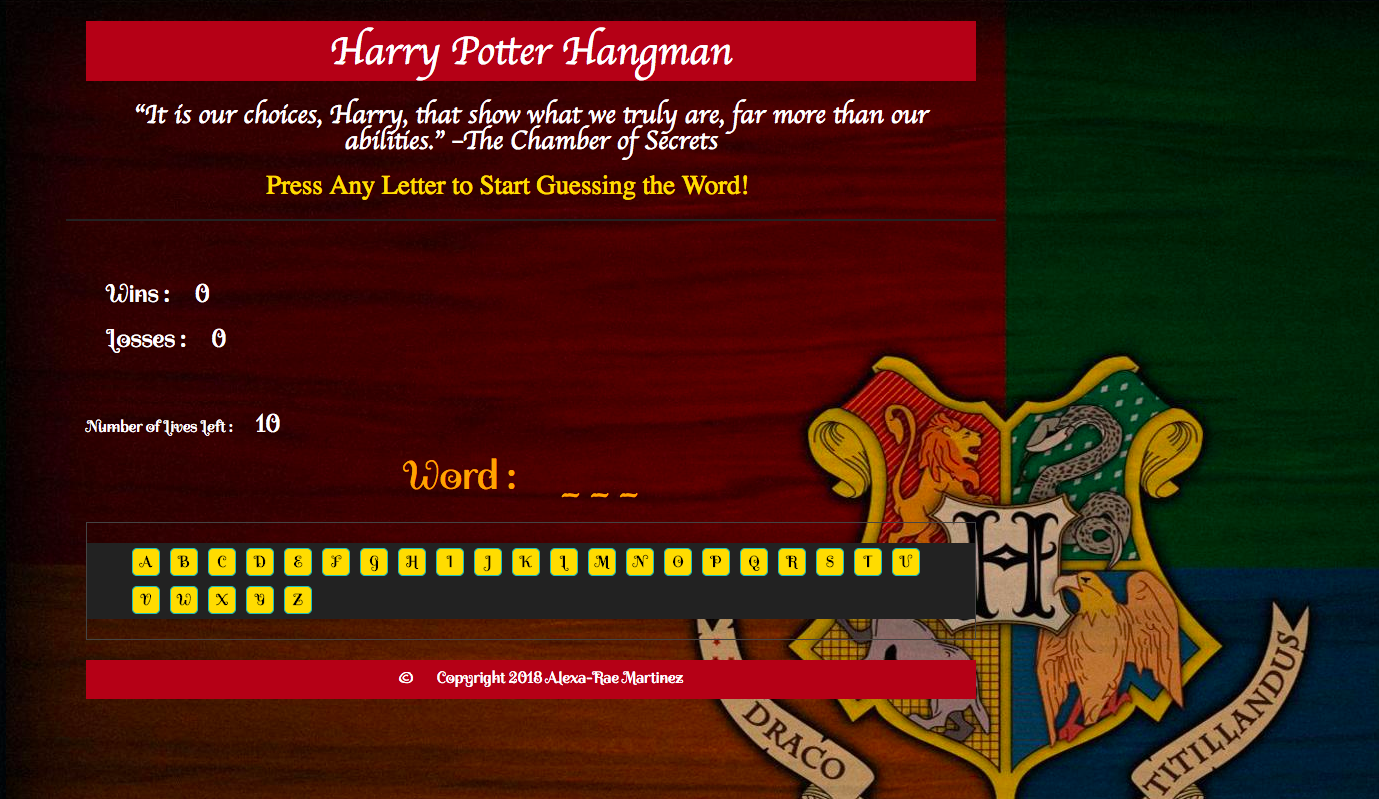 Harry Potter Hangman
“It is our choices, Harry, that show what we truly are, far more than our
abilities.” –The Chamber of Secrets
Press Any Letter to Start Guessing the Word!
Wins : 0
Losses : 0
Number of Lives Left : 10
Word : _ _ _
H
A B C D E F G H I J K L M N O P Q R S T U
V W X Y Z
© Copyright 2018 Alexa-Rae Martinez
DRACO
TITILLANDUS